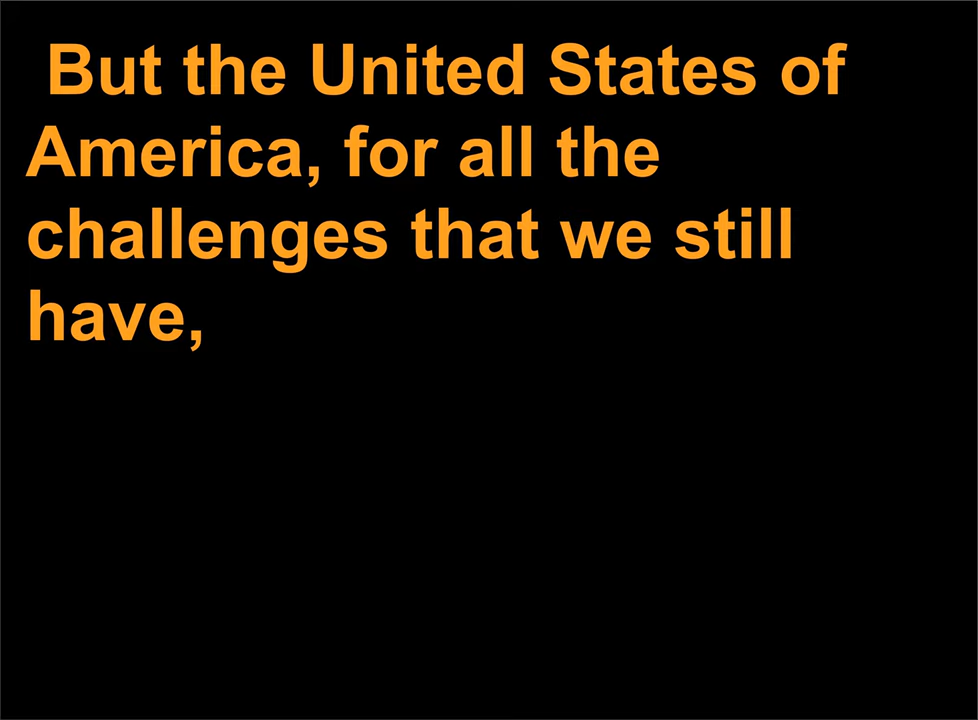 But the United States of
America, for all the
challenges that we still
have,